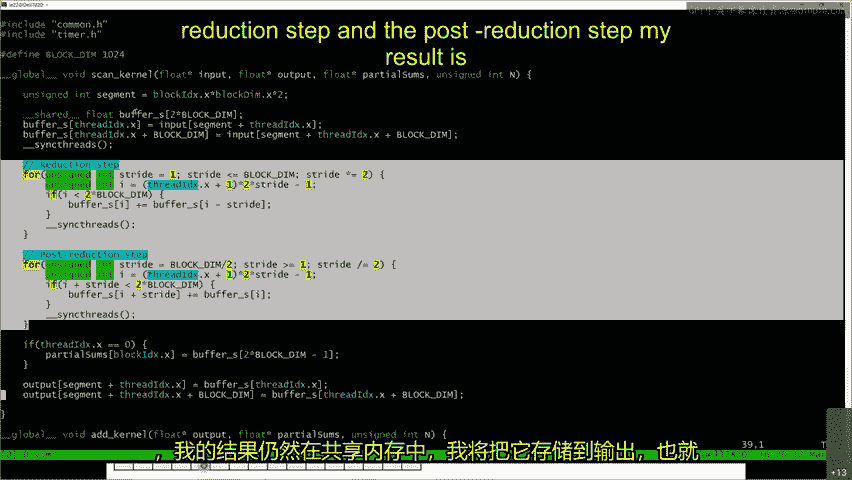 reduction step and the post -reduction step my
result is
#include "common.h"
#include "timer.h"
#define BLOCK_DIM 1024
__global__ void scan_kernel(float* input, float* output, float* partialSums, unsigned int N) {
unsigned int segment = blockIdx.x*blockDim.x*2;
__shared__ float buffer_s[2*BLOCK_DIM];
buffer_s[threadIdx.x] = input[segment + threadIdx.x];
buffer_s[threadIdx.x + BLOCK_DIM] = input[segment + threadIdx.x + BLOCK_DIM];
__syncthreads();
// Reduction step
for(unsigned int stride = 1; stride <= BLOCK_DIM; stride *= 2) {
unsigned int i = (threadIdx.x + 1)*2*stride - 1;
if(i < 2*BLOCK_DIM) {
buffer_s[i] += buffer_s[i - stride];
}
__syncthreads();
}
// Post-reduction step
for(unsigned int stride = BLOCK_DIM/2; stride >= 1; stride /= 2) {
unsigned int i = (threadIdx.x + 1)*2*stride - 1;
if(i + stride < 2*BLOCK_DIM) {
buffer_s[i + stride] += buffer_s[i];
}
__syncthreads();
}
if(threadIdx.x == 0) {
partialSums[blockIdx.x] = buffer_s[2*BLOCK_DIM - 1];
}
output[segment + threadIdx.x] = buffer_s[threadIdx.x];
output[segment + threadIdx.x + BLOCK_DIM] = buffer_s[threadIdx.x + BLOCK_DIM];
}
__global__ void add_kernel(float* output, float* partialSums, unsigned int N) {
39,1
,我的结果仍然在共享内存中,我将把它存储到输出,也就
+13